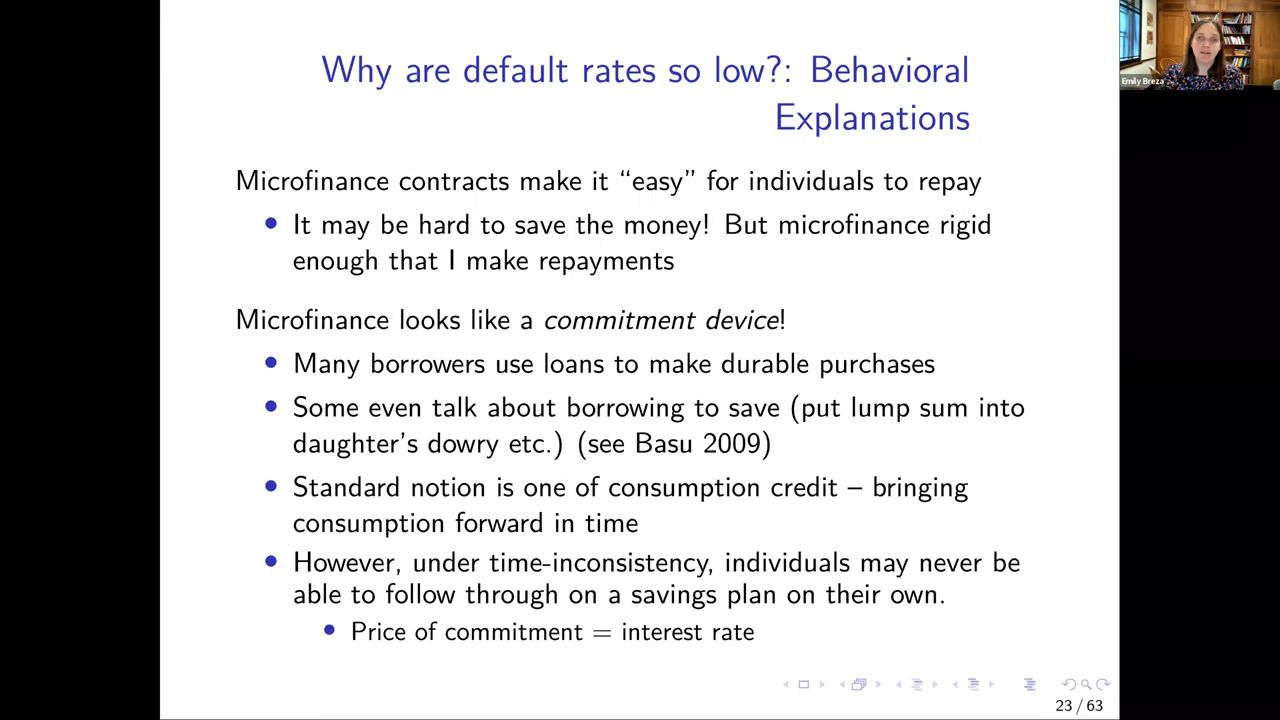 Emily Breza
Why are default rates so low?: Behavioral
Explanations
Microfinance contracts make it “easy” for individuals to repay
• It may be hard to save the money! But microfinance rigid
enough that I make repayments
Microfinance looks like a commitment device!
• Many borrowers use loans to make durable purchases
• Some even talk about borrowing to save (put lump sum into
daughter’s dowry etc.) (see Basu 2009)
• Standard notion is one of consumption credit – bringing
consumption forward in time
• However, under time-inconsistency, individuals may never be
able to follow through on a savings plan on their own.
• Price of commitment = interest rate
23 / 63